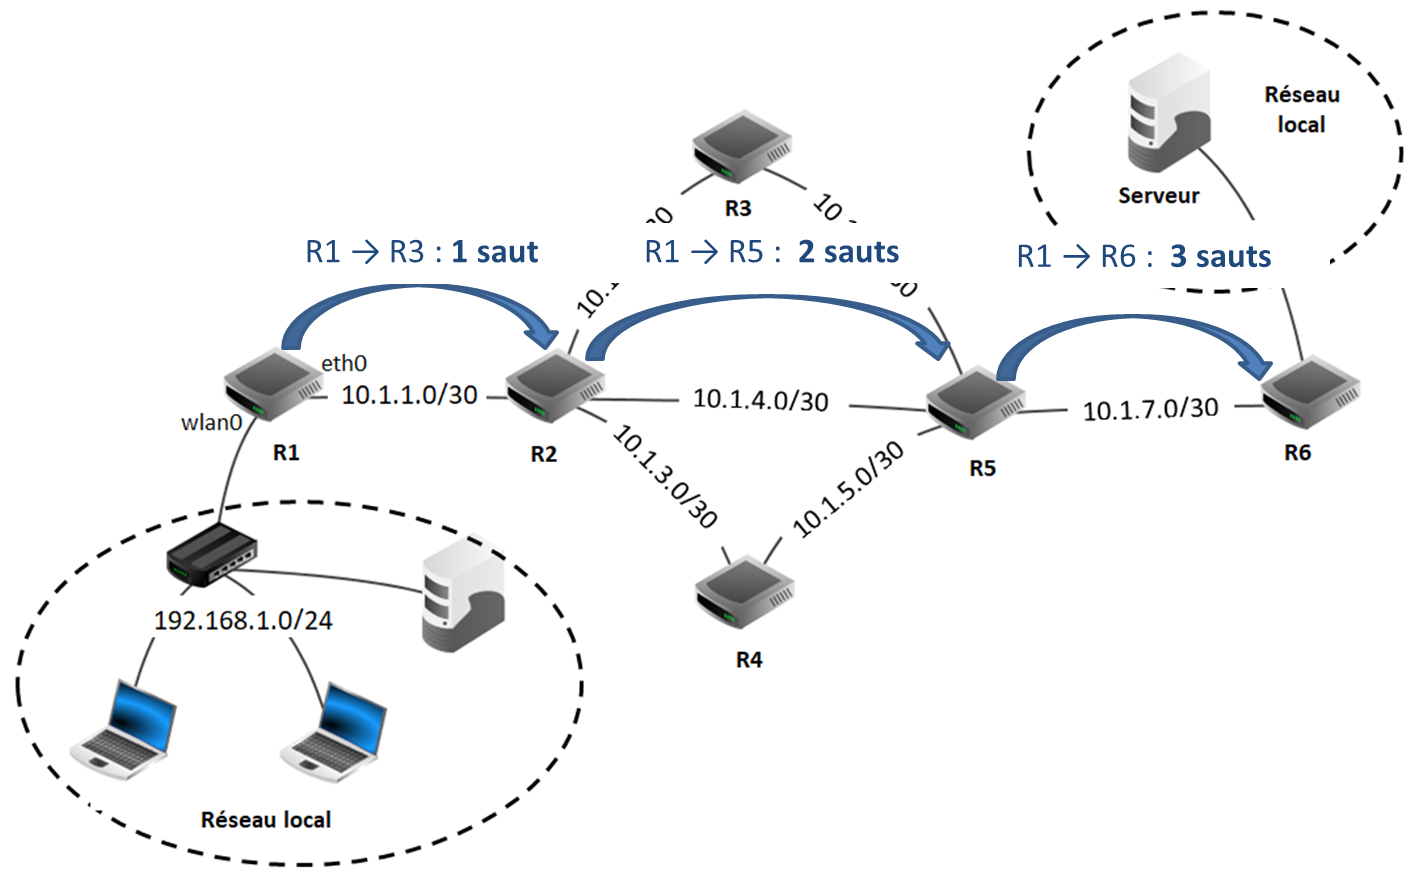 Réseau
local
Serveur
R3
R1 → R3 : 1 saut
R1 → R5 : 2 sauts
R1 → R6 : 3 sauts
eth0
10.1.1.0/30
10.1.4.0/30
10.1.7.0/30
wlan0
R1
R2
R5
R6
10.1.3.0/30
10.1.5.0/30
192.168.1.0/24
R4
Réseau local